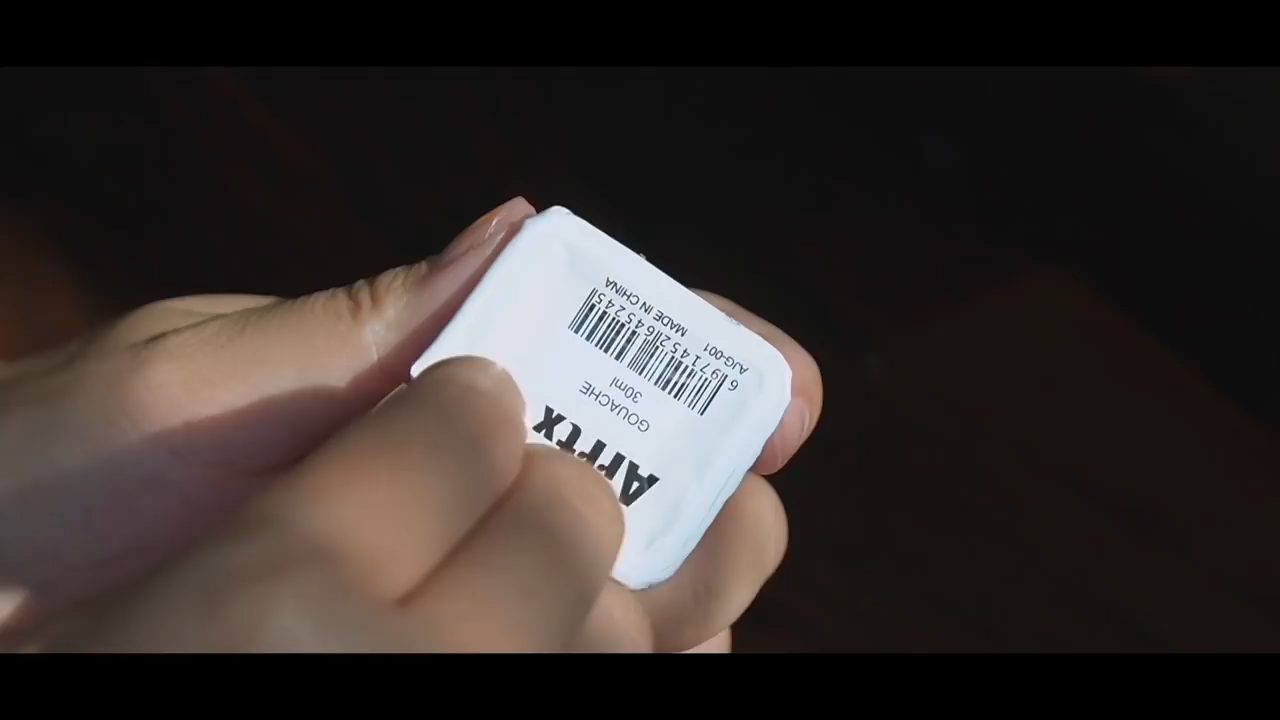 Arrtx
GOUACHE
30ml
6 971452 645245
AJG-001
MADE IN CHINA